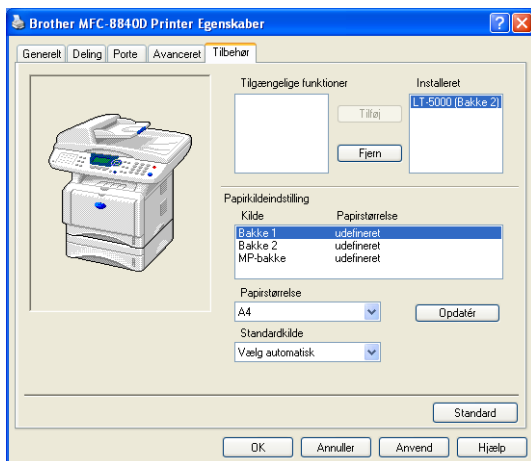 Brother MFC-8840D Printer Egenskaber
Generelt Deling Porte Avanceret Tilbehør
Tilgængelige funktioner Installeret
LT-5000 (Bakke 2)
Tilføj
Fjern
Papirkildeindstilling
Kilde Papirstørrelse
Bakke 1 udefineret
Bakke 2 udefineret
MP-bakke udefineret
Papirstørrelse
A4 Opdatér
Standardkilde
Vælg automatisk
Standard
OK Annuller Anvend Hjælp